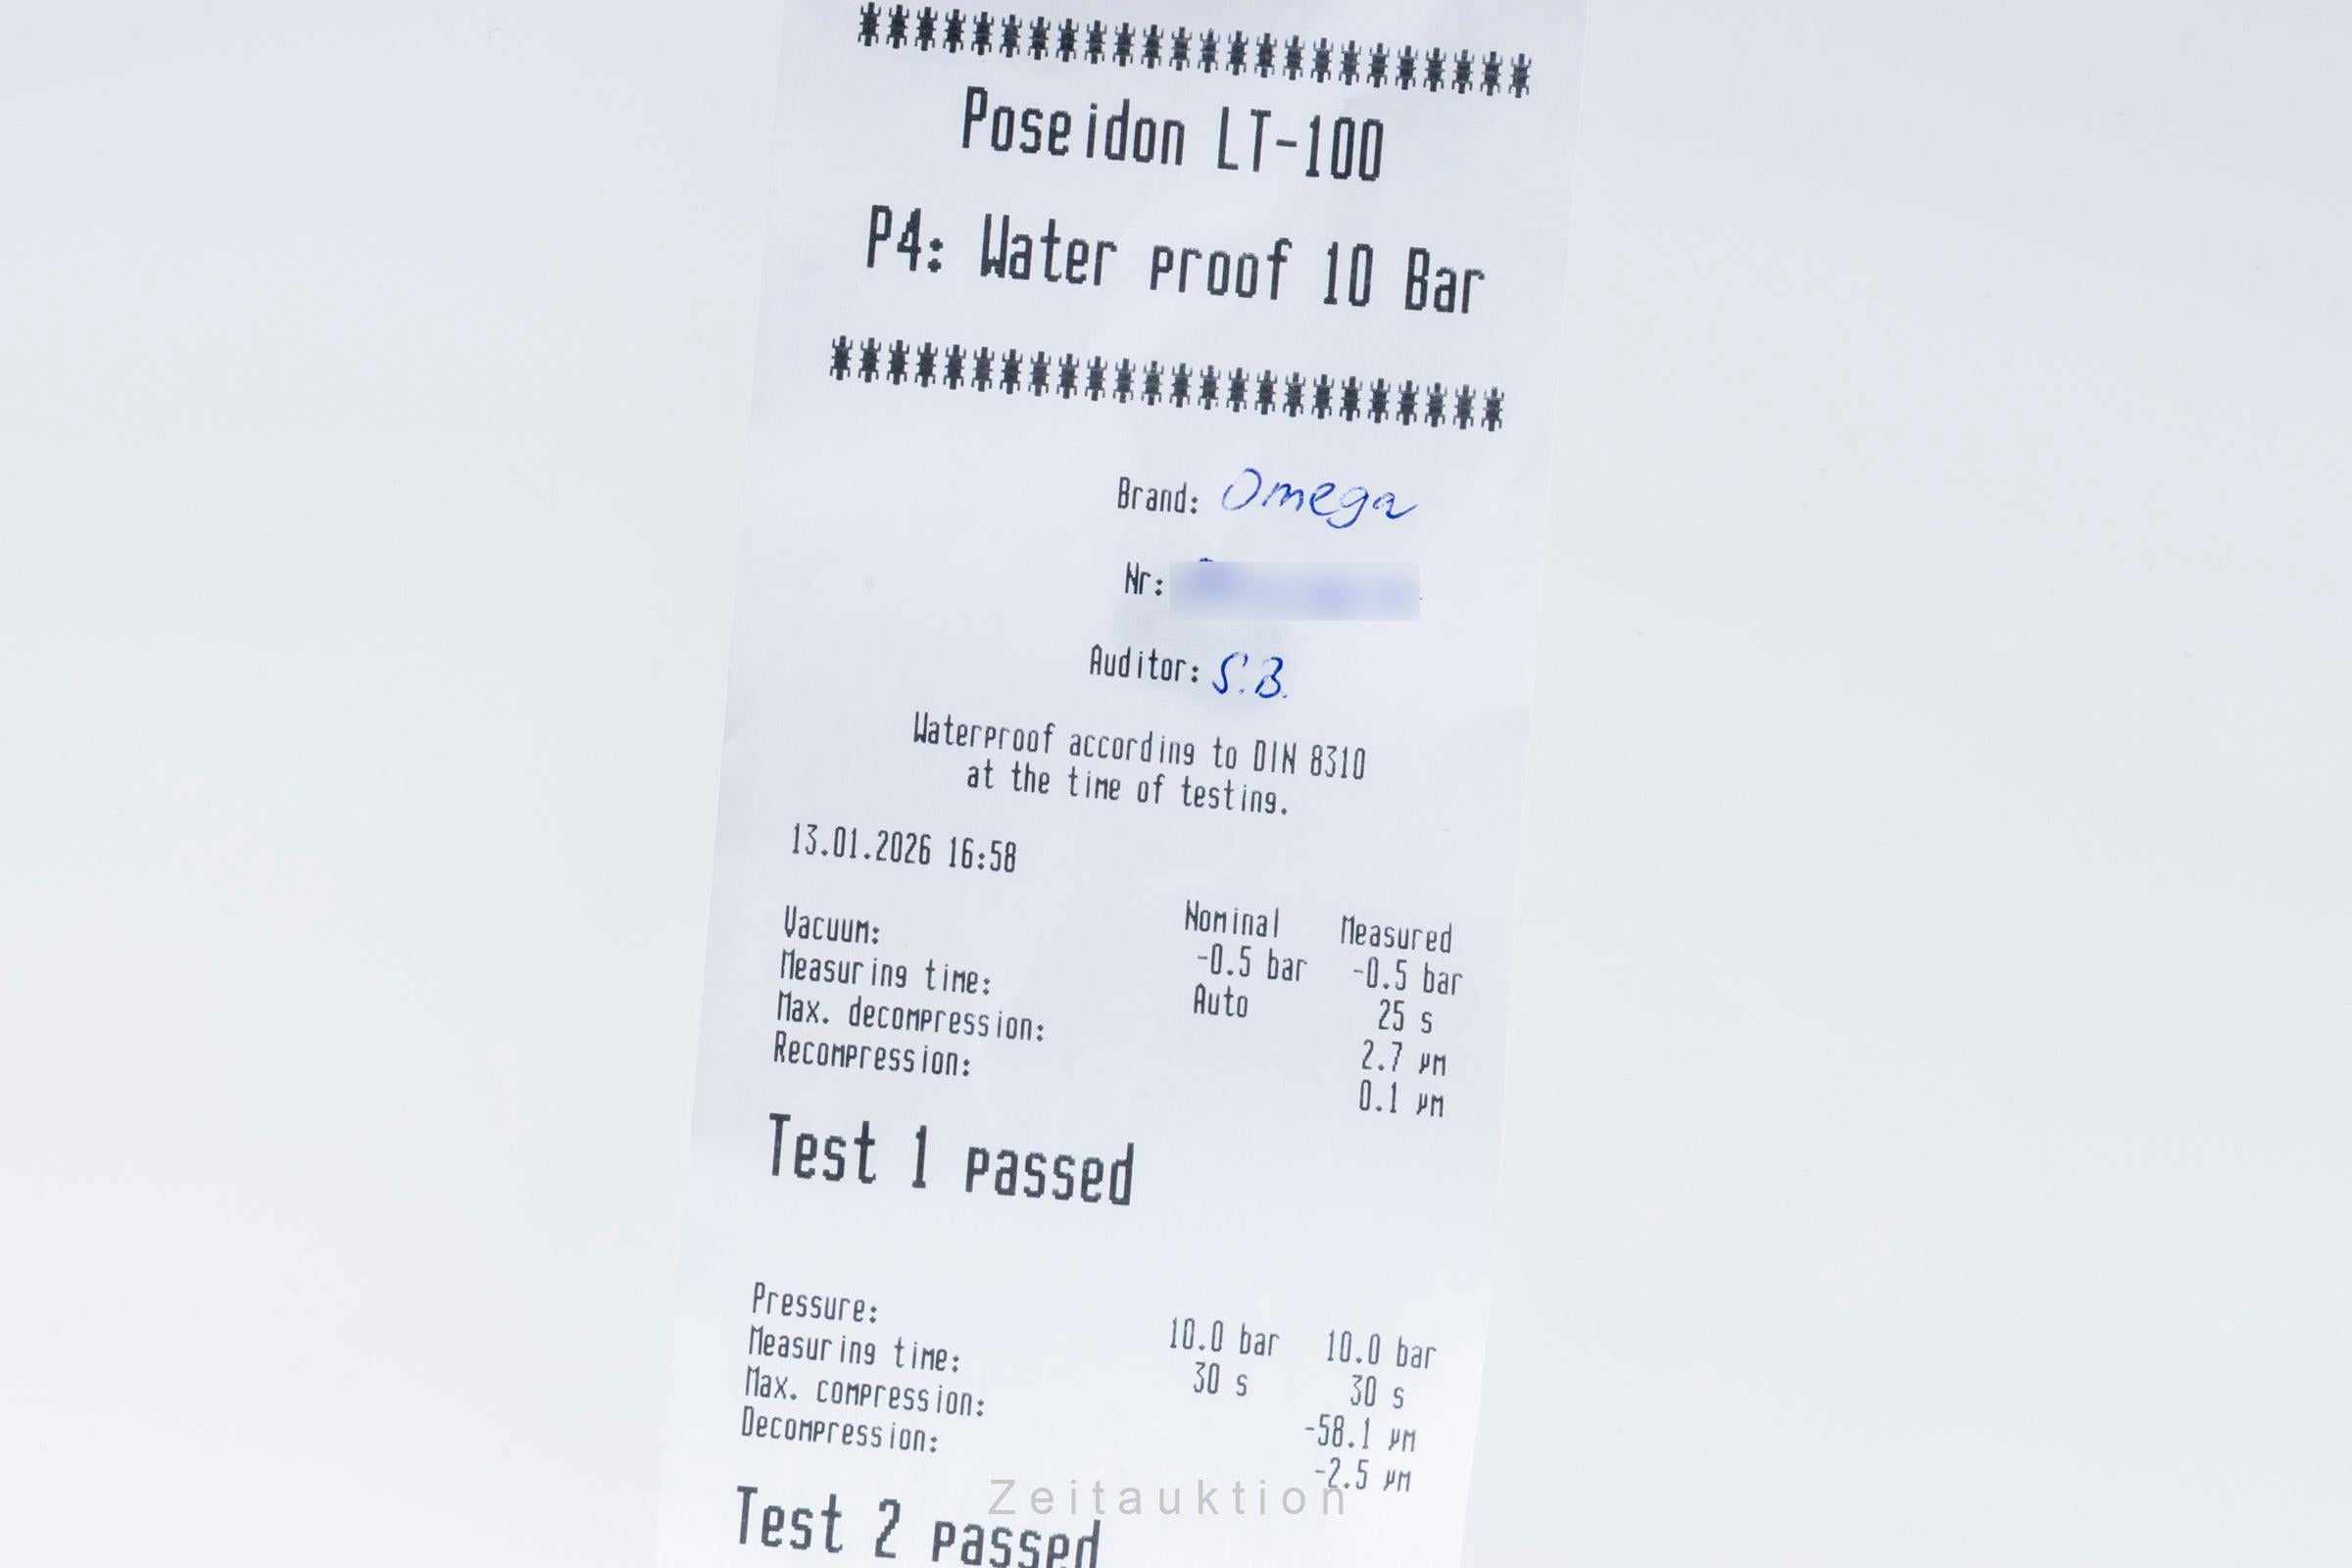 ************************
Poseidon LT-100
P4: Water proof 10 Bar
************************
Brand: Omega
Nr:
Auditor: S.B.
Waterproof according to DIN 8310
at the time of testing.
13.01.2026 16:58
Nominal Measured
Vacuum: -0.5 bar -0.5 bar
Measuring time: Auto 25 s
Max. decompression: 2.7 µm
Recompression: 0.1 µm
Test 1 passed
Pressure: 10.0 bar 10.0 bar
Measuring time: 30 s 30 s
Max. compression: -58.1 µm
Decompression: -2.5 µm
Zeitauktion
Test 2 passed